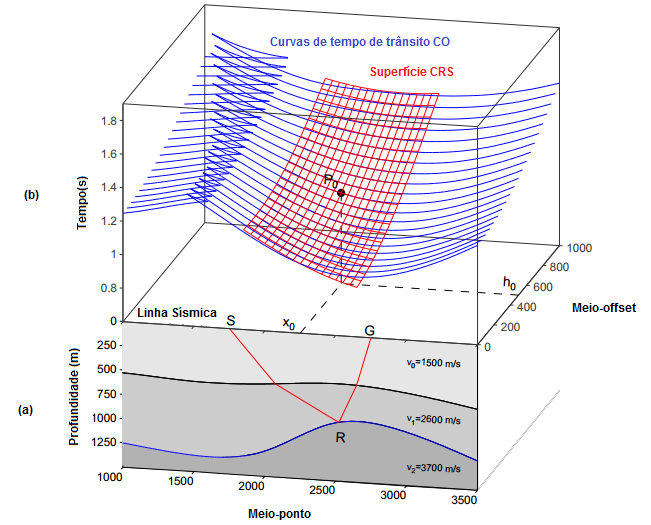 Curvas de tempo de trânsito CO
Superfície CRS
(b)
Tempo(s)
1.8
1.6
1.4
1.2
1
0.8
0
P0
h0
x0
1000
800
600
400
200
0
Meio-offset
Linha Sísmica
S
G
R
(a)
Profundidade (m)
250
500
750
1000
1250
v0=1500 m/s
v1=2600 m/s
v2=3700 m/s
1000
1500
2000
2500
3000
3500
Meio-ponto